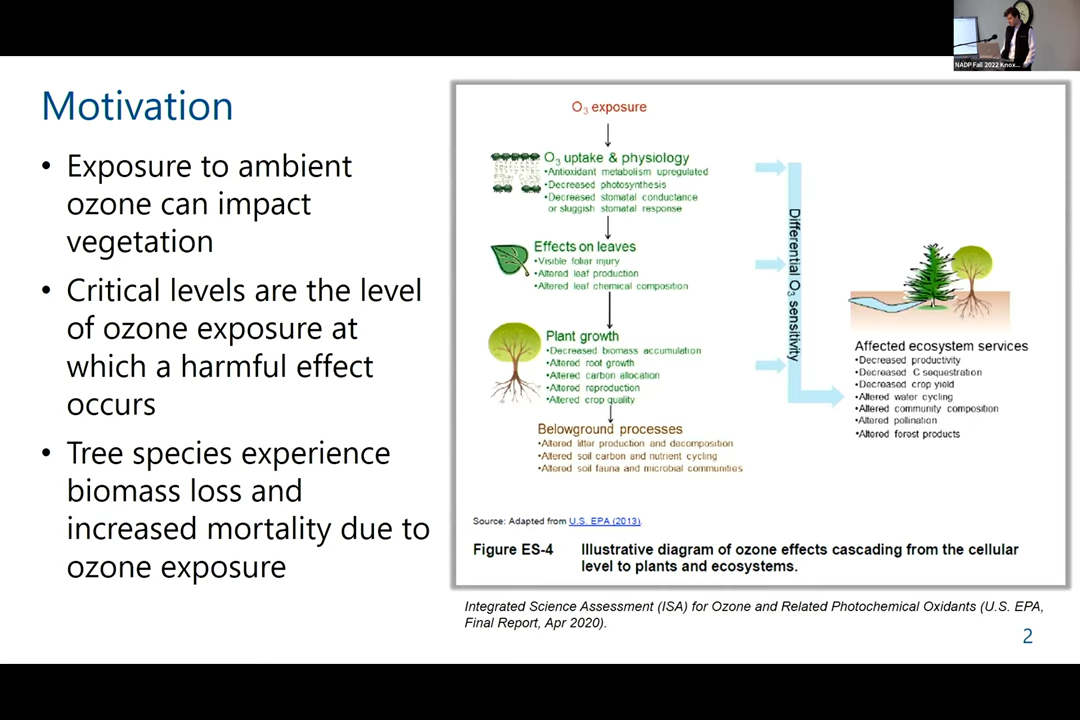 NADP Fall 2022 Knox...
Motivation
• Exposure to ambient
ozone can impact
vegetation
• Critical levels are the level
of ozone exposure at
which a harmful effect
occurs
• Tree species experience
biomass loss and
increased mortality due to
ozone exposure
O3 exposure
O3 uptake & physiology
•Antioxidant metabolism upregulated
•Decreased photosynthesis
•Decreased stomatal conductance
or sluggish stomatal response
Effects on leaves
•Visible foliar injury
•Altered leaf production
•Altered leaf chemical composition
Plant growth
•Decreased biomass accumulation
•Altered root growth
•Altered carbon allocation
•Altered reproduction
•Altered crop quality
Belowground processes
•Altered litter production and decomposition
•Altered soil carbon and nutrient cycling
•Altered soil fauna and microbial communities
Differential O3 sensitivity
Affected ecosystem services
•Decreased productivity
•Decreased C sequestration
•Decreased crop yield
•Altered water cycling
•Altered community composition
•Altered pollination
•Altered forest products
Source: Adapted from U.S. EPA (2013).
Figure ES-4 Illustrative diagram of ozone effects cascading from the cellular
level to plants and ecosystems.
Integrated Science Assessment (ISA) for Ozone and Related Photochemical Oxidants (U.S. EPA,
Final Report, Apr 2020).
2